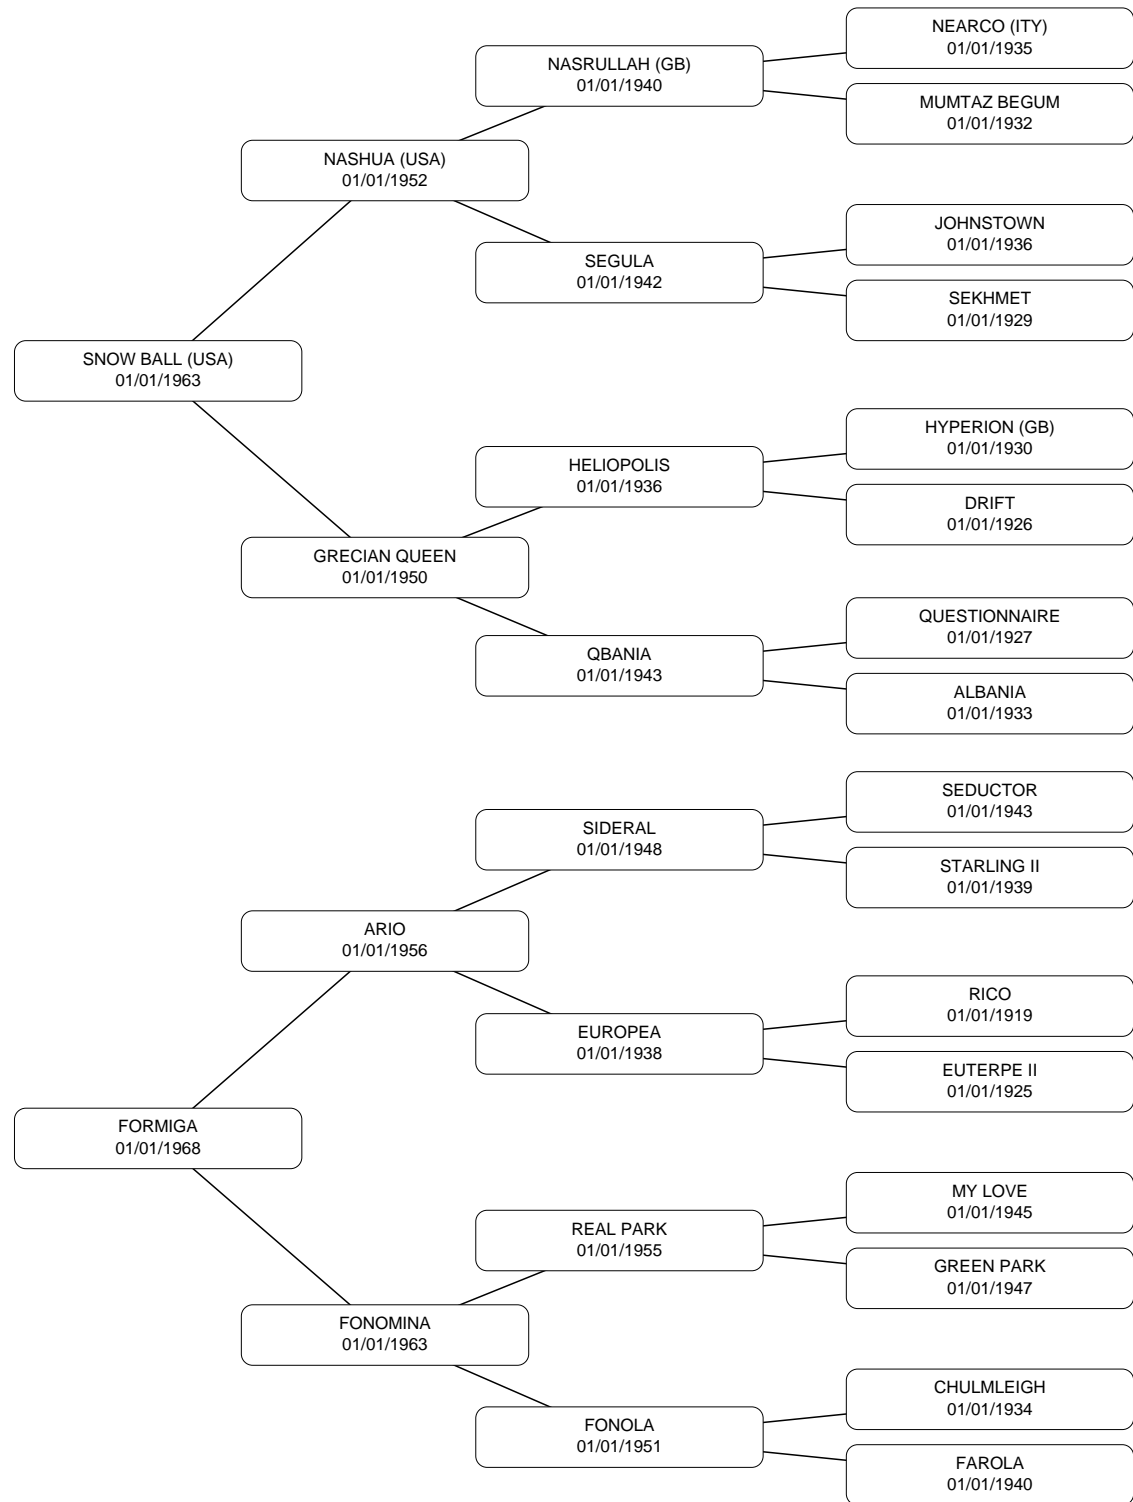 NEARCO (ITY)
01/01/1935
NASRULLAH (GB)
01/01/1940
MUMTAZ BEGUM
01/01/1932
NASHUA (USA)
01/01/1952
JOHNSTOWN
01/01/1936
SEGULA
01/01/1942
SEKHMET
01/01/1929
SNOW BALL (USA)
01/01/1963
HYPERION (GB)
01/01/1930
HELIOPOLIS
01/01/1936
DRIFT
01/01/1926
GRECIAN QUEEN
01/01/1950
QUESTIONNAIRE
01/01/1927
QBANIA
01/01/1943
ALBANIA
01/01/1933
SEDUCTOR
01/01/1943
SIDERAL
01/01/1948
STARLING II
01/01/1939
ARIO
01/01/1956
RICO
01/01/1919
EUROPEA
01/01/1938
EUTERPE II
01/01/1925
FORMIGA
01/01/1968
MY LOVE
01/01/1945
REAL PARK
01/01/1955
GREEN PARK
01/01/1947
FONOMINA
01/01/1963
CHULMLEIGH
01/01/1934
FONOLA
01/01/1951
FAROLA
01/01/1940